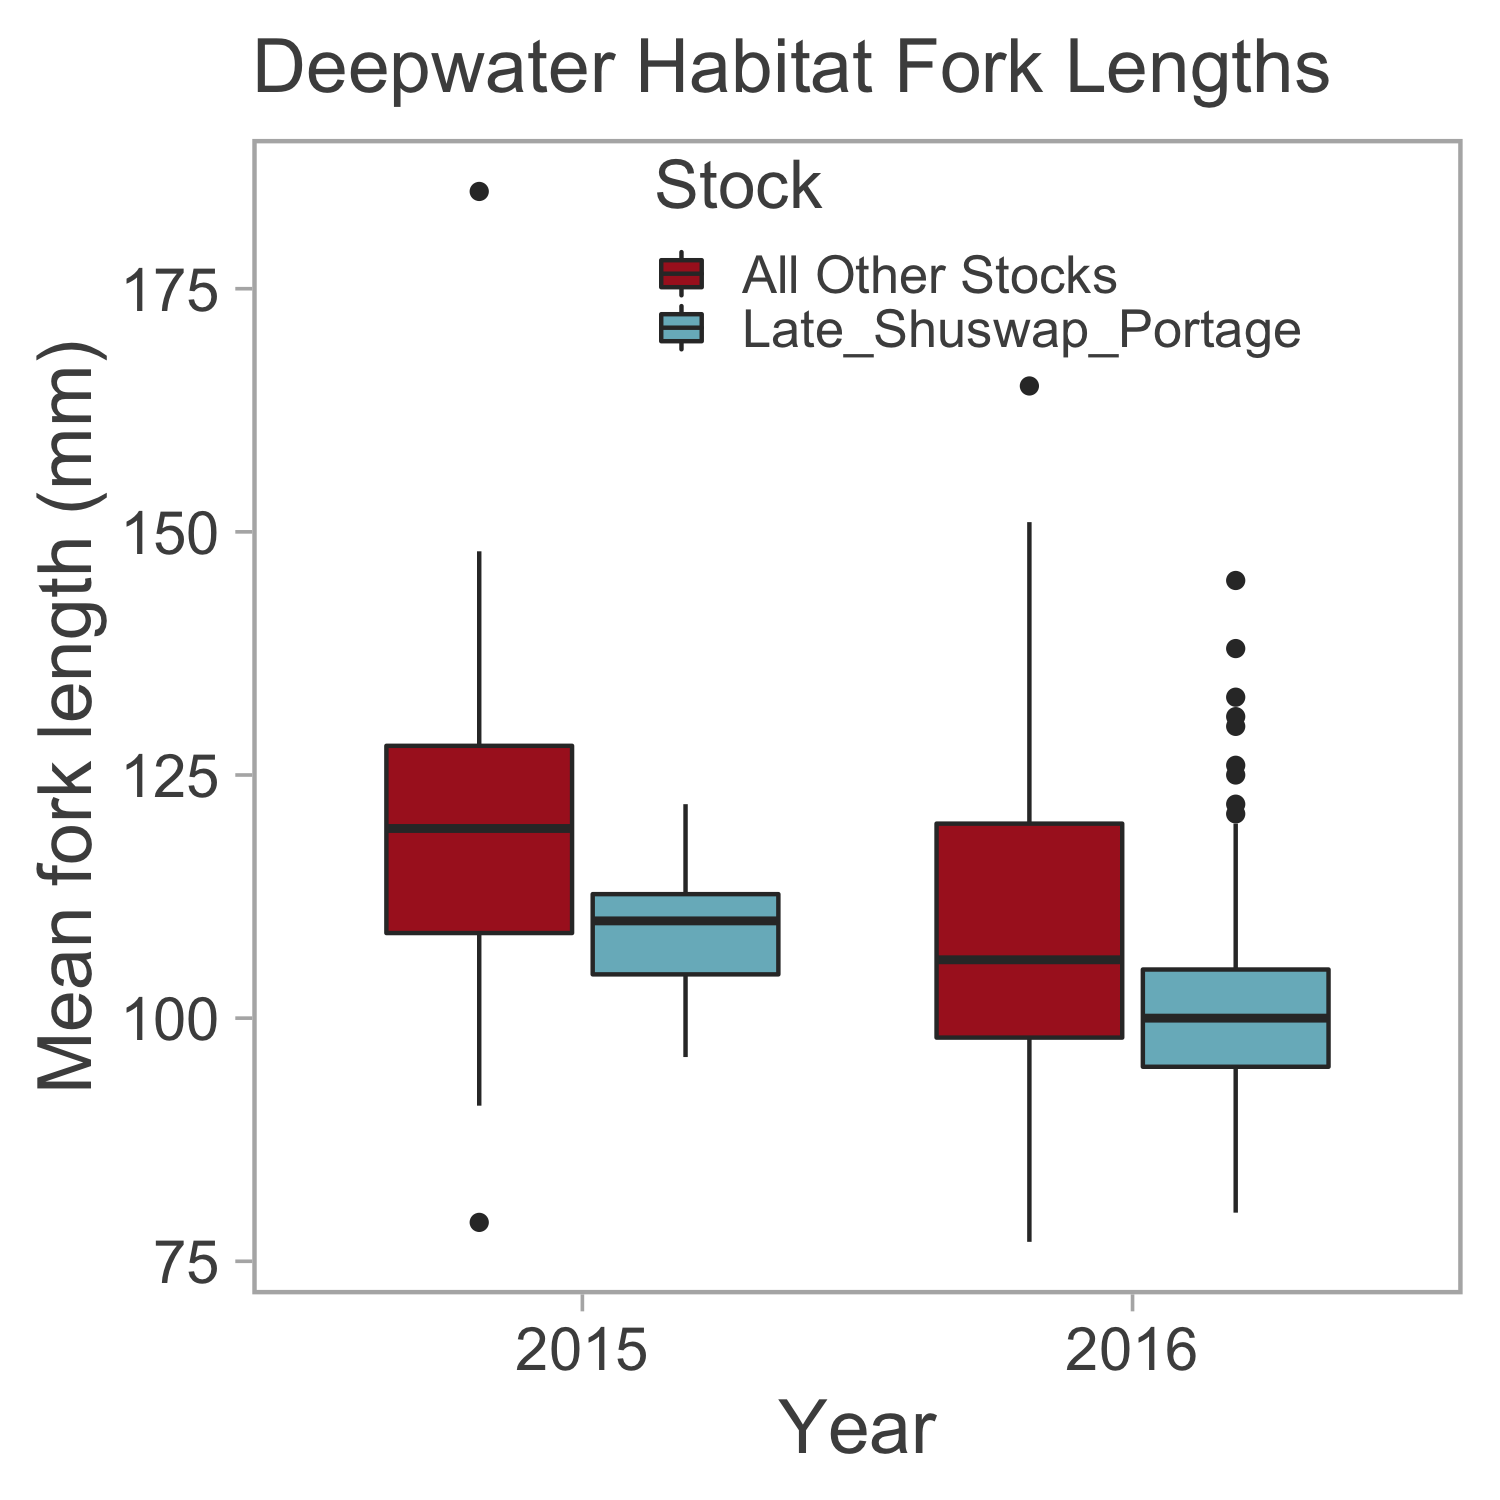 Deepwater Habitat Fork Lengths
Stock
All Other Stocks
Late_Shuswap_Portage
Mean fork length (mm)
175
150
125
100
75
2015 2016
Year